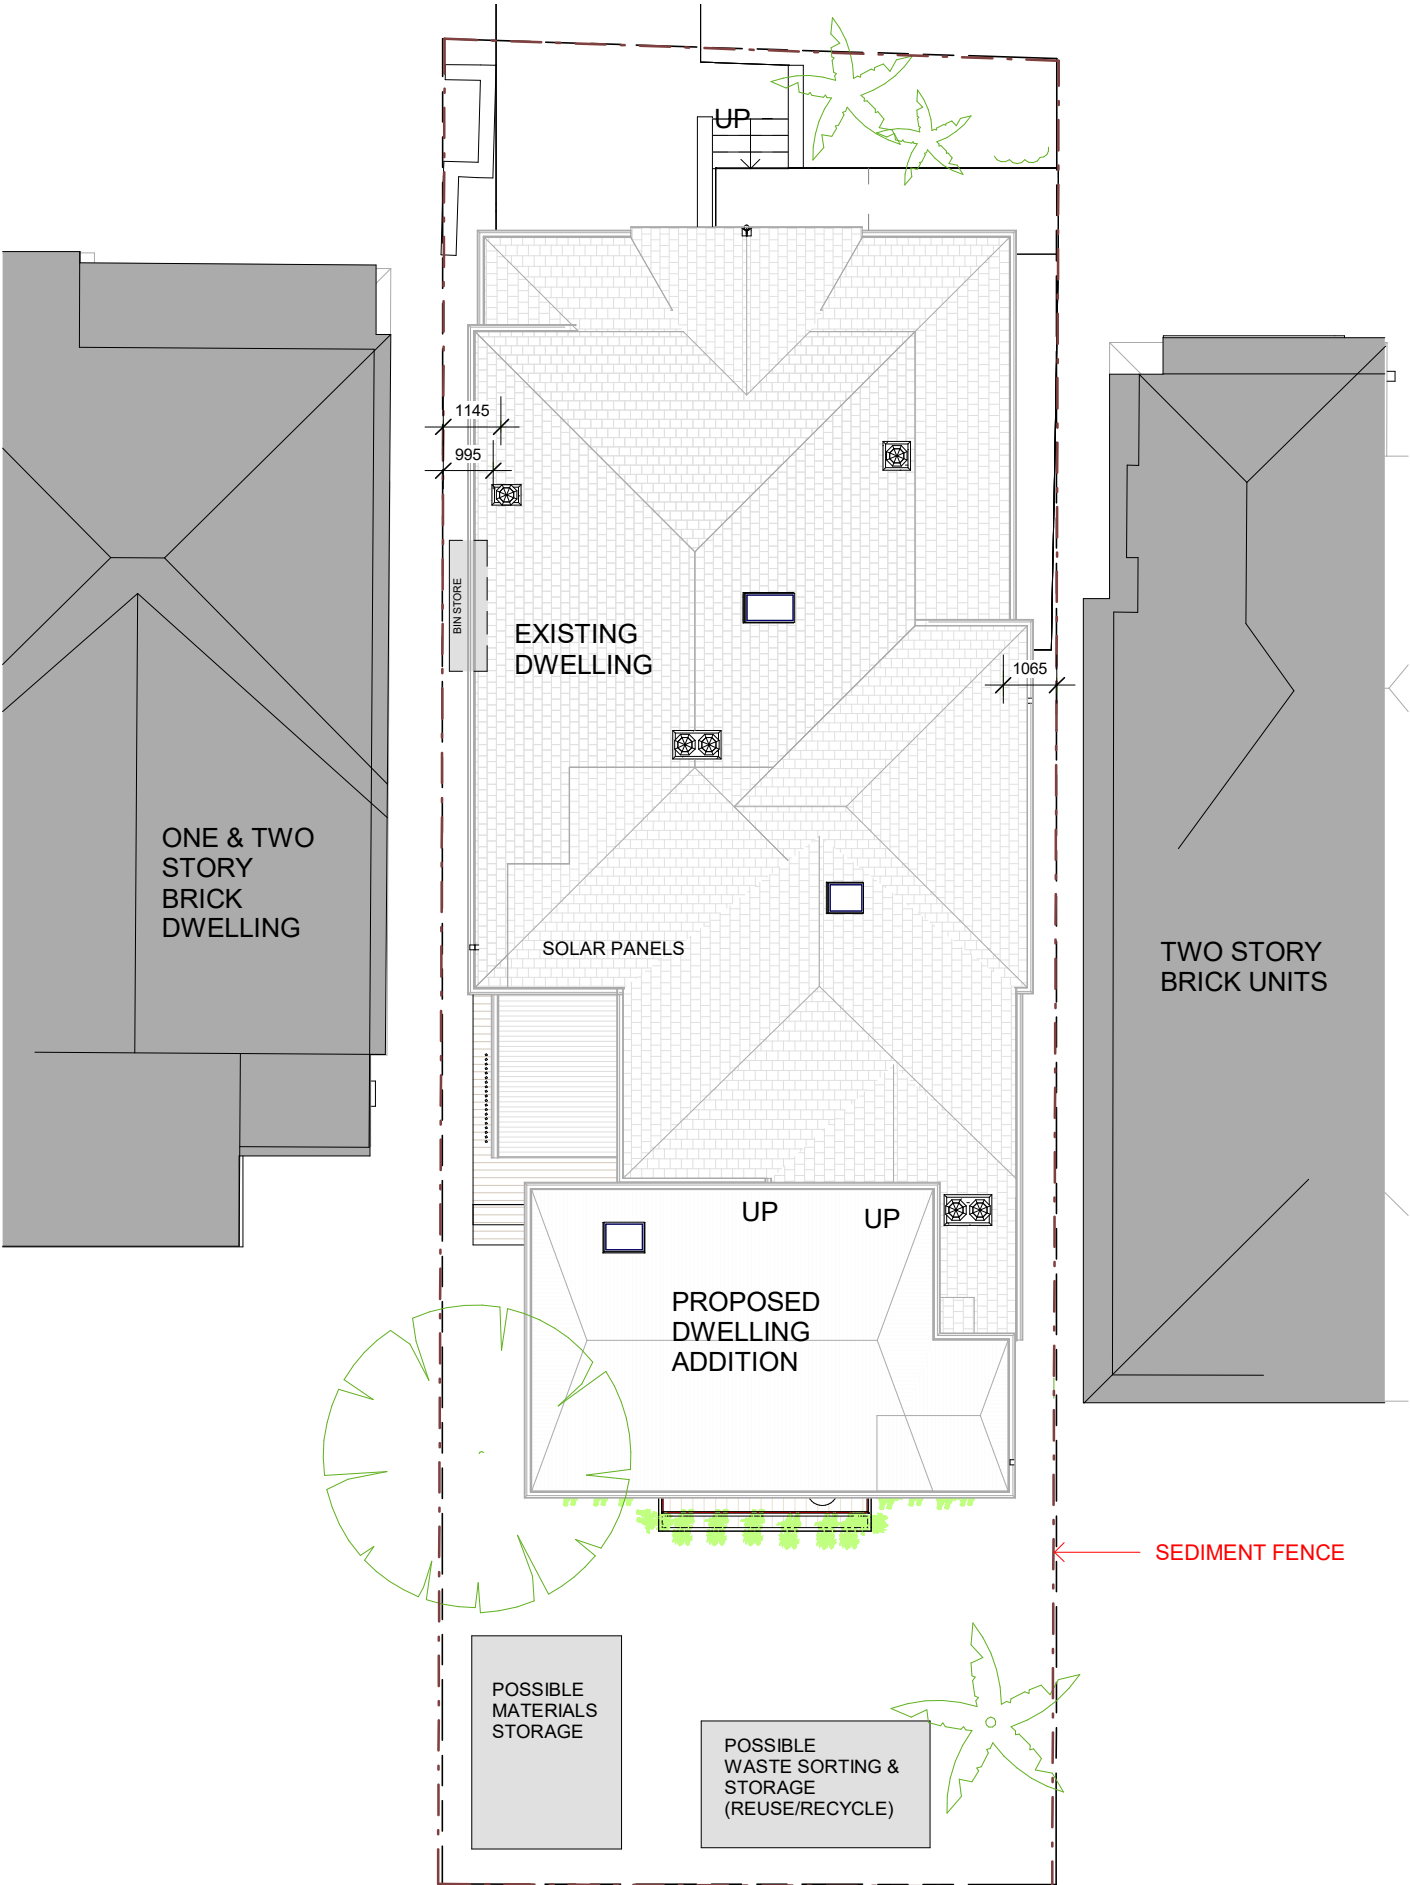 UP
1145
995
BIN STORE
EXISTING
DWELLING
1065
ONE & TWO
STORY
BRICK
DWELLING
SOLAR PANELS
TWO STORY
BRICK UNITS
UP
UP
PROPOSED
DWELLING
ADDITION
SEDIMENT FENCE
POSSIBLE
MATERIALS
STORAGE
POSSIBLE
WASTE SORTING &
STORAGE
(REUSE/RECYCLE)